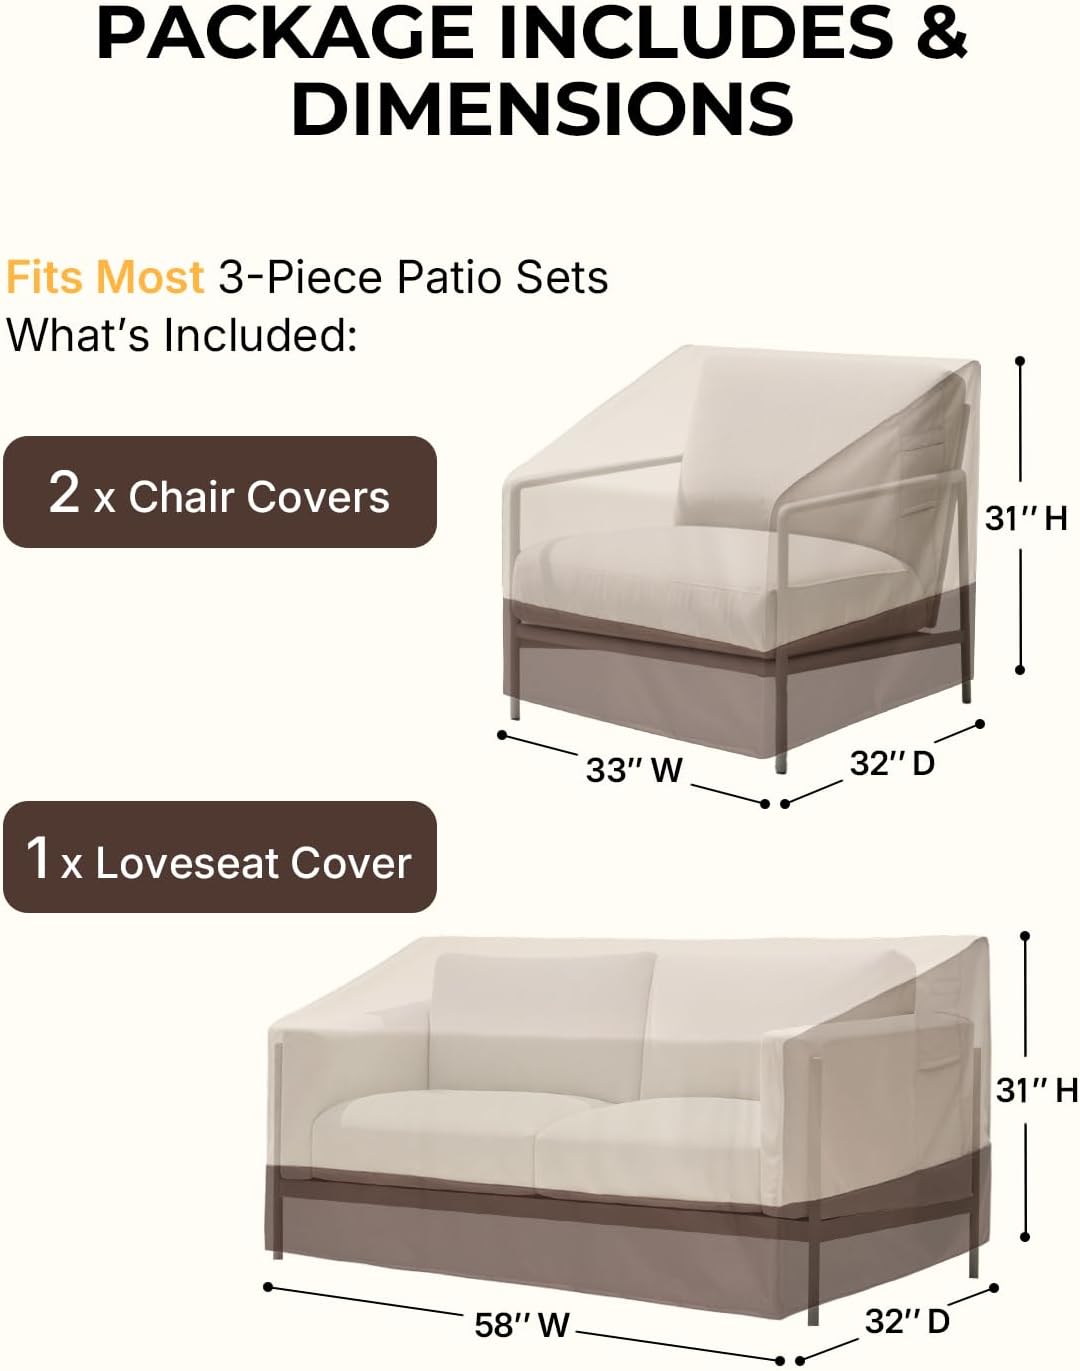 PACKAGE INCLUDES &
DIMENSIONS
Fits Most 3-Piece Patio Sets
What’s Included:
2 x Chair Covers
31″ H
33″ W
32″ D
1 x Loveseat Cover
31″ H
58″ W
32″ D